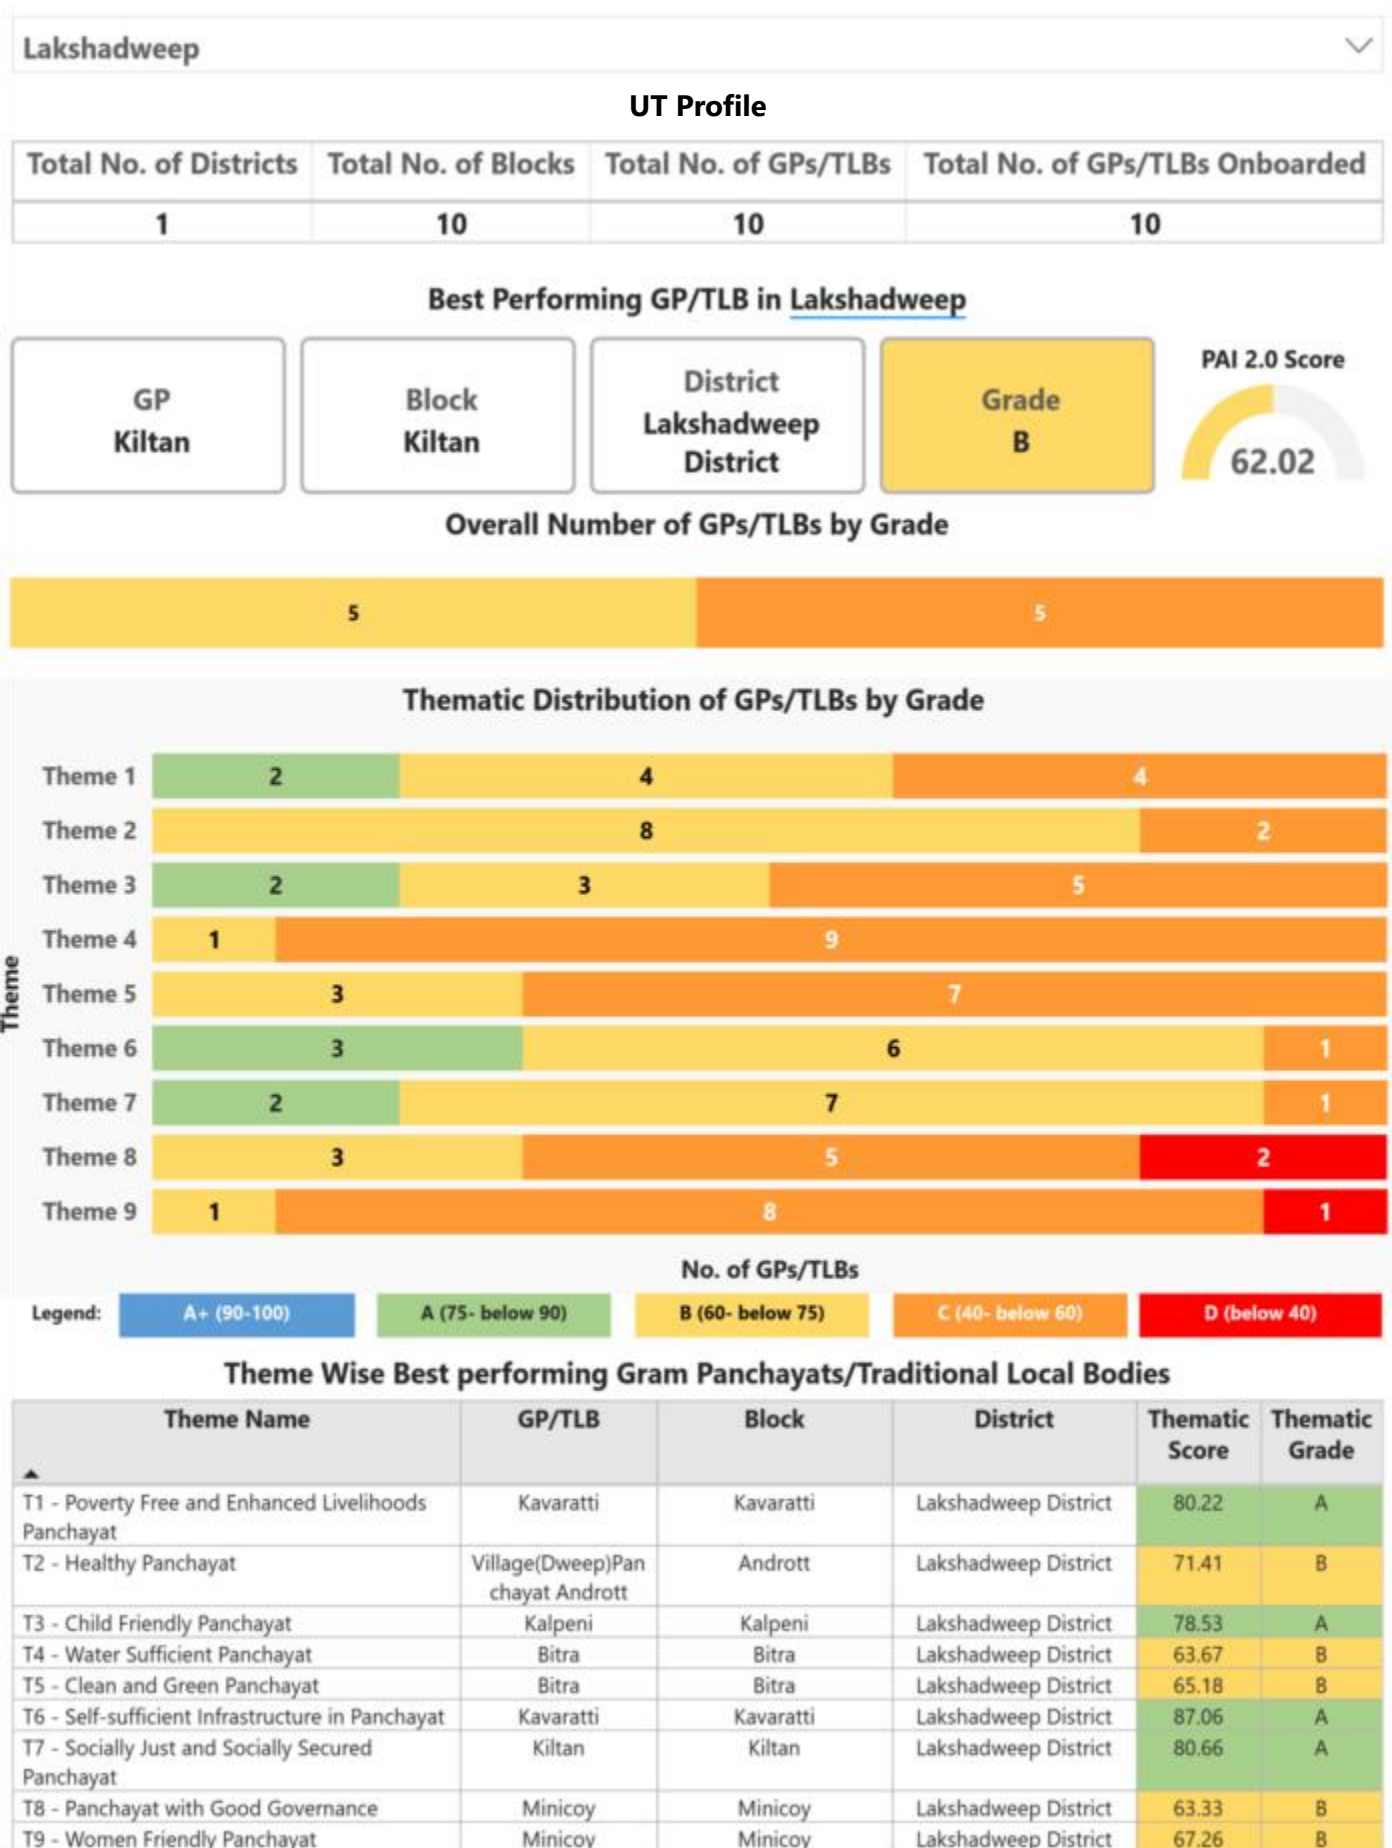 Lakshadweep
UT Profile
Total No. of Districts Total No. of Blocks Total No. of GPs/TLBs Total No. of GPs/TLBs Onboarded
1 10 10 10
Best Performing GP/TLB in Lakshadweep
GP
Kiltan
Block
Kiltan
District
Lakshadweep
District
Grade
B
PAI 2.0 Score
62.02
Overall Number of GPs/TLBs by Grade
5 5
Thematic Distribution of GPs/TLBs by Grade
Theme
Theme 1 2 4 4
Theme 2 8 2
Theme 3 2 3 5
Theme 4 1 9
Theme 5 3 7
Theme 6 3 6 1
Theme 7 2 7 1
Theme 8 3 5 2
Theme 9 1 8 1
No. of GPs/TLBs
Legend: A+ (90-100) A (75- below 90) B (60- below 75) C (40- below 60) D (below 40)
Theme Wise Best performing Gram Panchayats/Traditional Local Bodies
Theme Name GP/TLB Block District Thematic Thematic
Score Grade
T1 - Poverty Free and Enhanced Livelihoods Kavaratti Kavaratti Lakshadweep District 80.22 A
Panchayat
T2 - Healthy Panchayat Village(Dweep)Pan Andrott Lakshadweep District 71.41 B
chayat Andrott
T3 - Child Friendly Panchayat Kalpeni Kalpeni Lakshadweep District 78.53 A
T4 - Water Sufficient Panchayat Bitra Bitra Lakshadweep District 63.67 B
T5 - Clean and Green Panchayat Bitra Bitra Lakshadweep District 65.18 B
T6 - Self-sufficient Infrastructure in Panchayat Kavaratti Kavaratti Lakshadweep District 87.06 A
T7 - Socially Just and Socially Secured Kiltan Kiltan Lakshadweep District 80.66 A
Panchayat
T8 - Panchayat with Good Governance Minicoy Minicoy Lakshadweep District 63.33 B
T9 - Women Friendly Panchayat Minicoy Minicoy Lakshadweep District 67.26 B